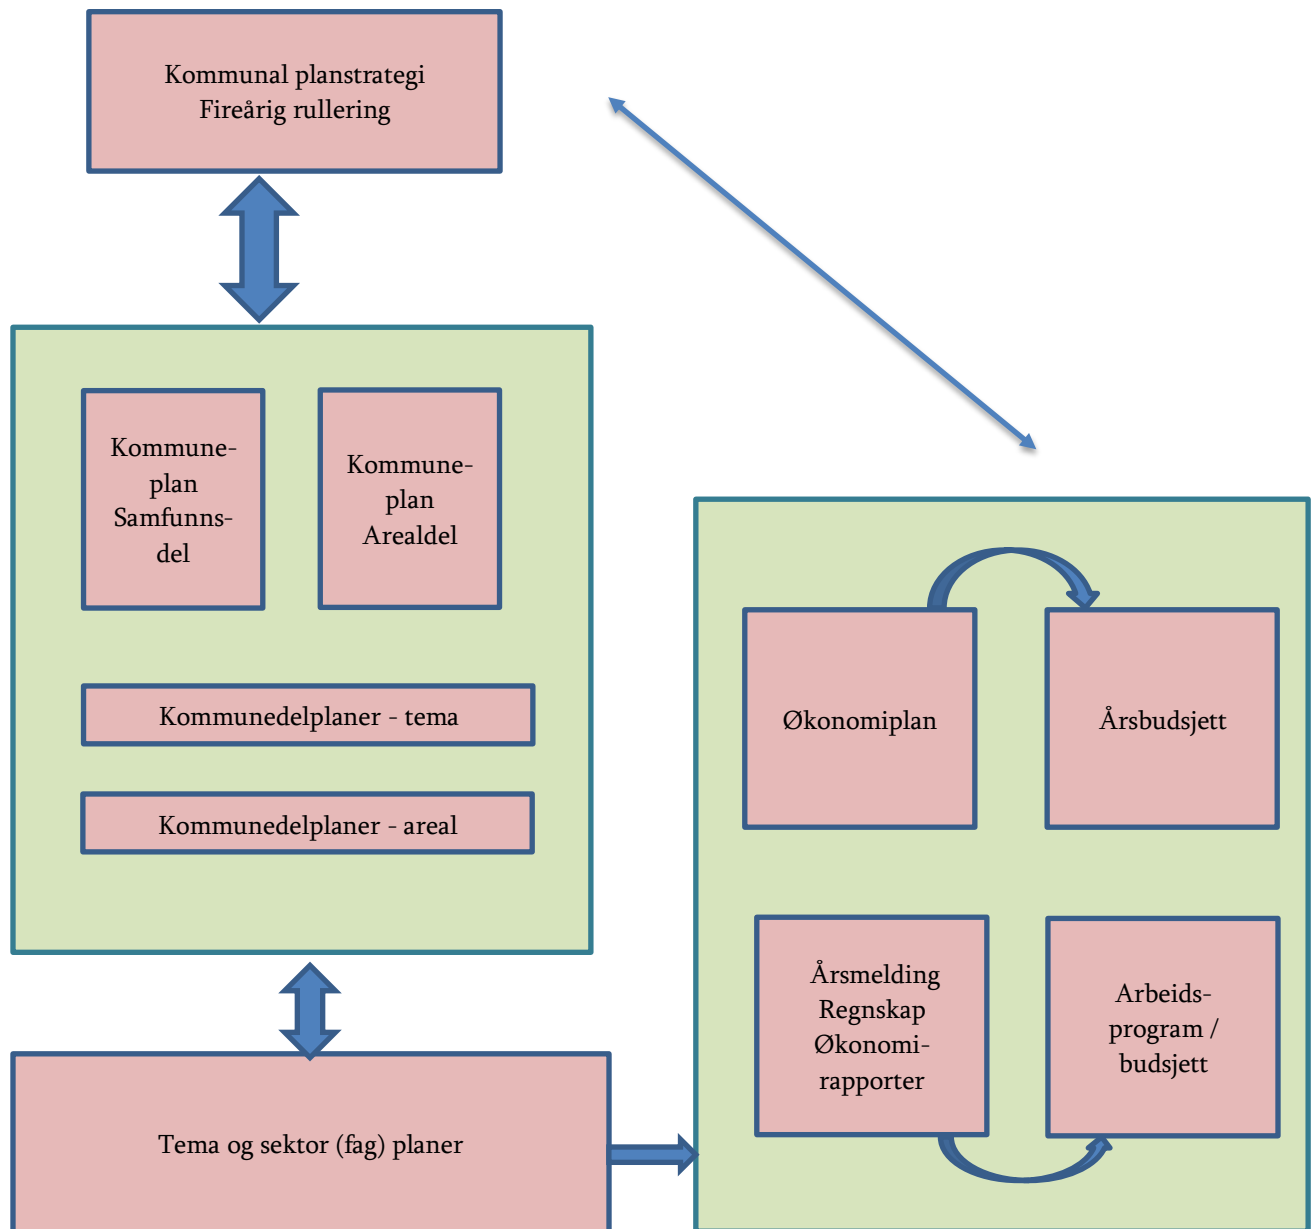 Kommunal planstrategi
Fireårig rullering
Kommune-
plan
Samfunns-
del
Kommune-
plan
Arealdel
Kommunedelplaner - tema
Kommunedelplaner - areal
Tema og sektor (fag) planer
Økonomiplan
Årsbudsjett
Årsmelding
Regnskap
Økonomi-
rapporter
Arbeids-
program /
budsjett